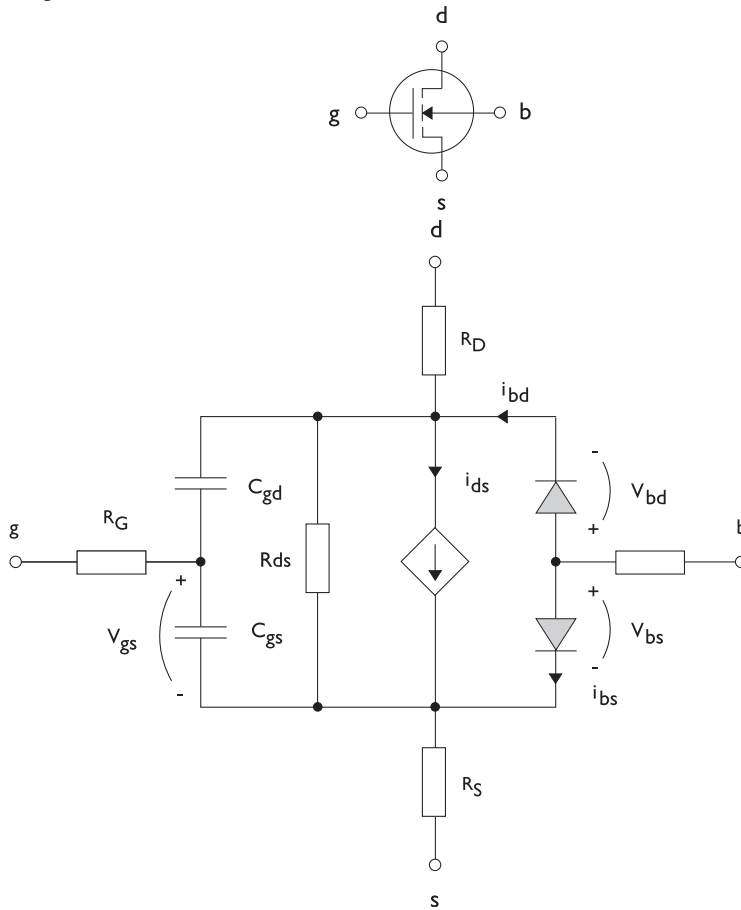 d
g
b
s
d
R_D
i_bd
i_ds
C_gd
V_bd
R_G
g
Rds
b
V_gs
C_gs
V_bs
i_bs
R_S
s
+
-
-
+
+
-